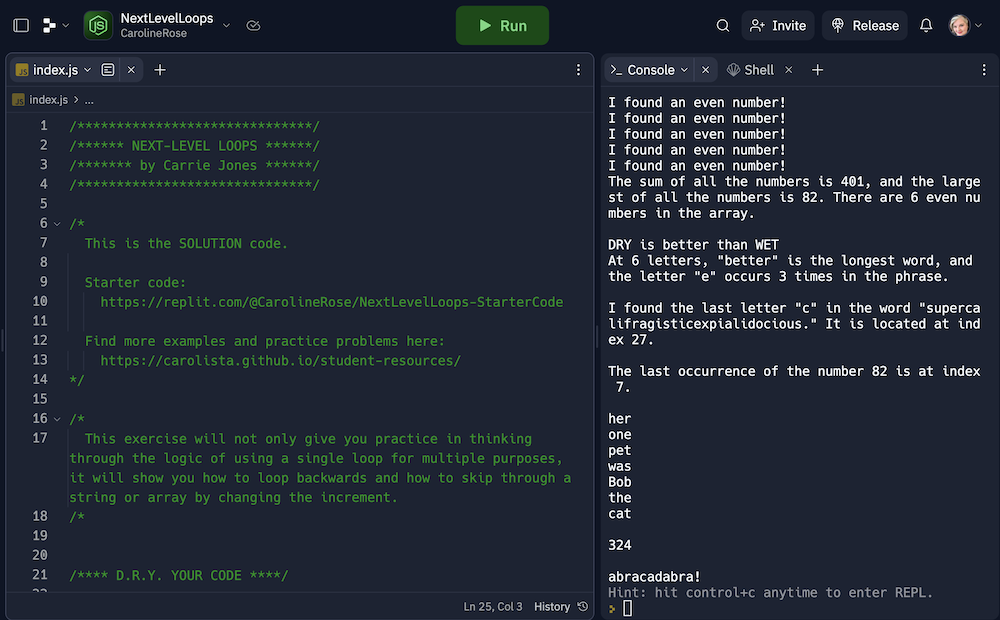 NextLevelLoops
CarolineRose
Run
Invite
Release
JS index.js
JS index.js > ...
1 /******************************/
2 /****** NEXT-LEVEL LOOPS ******/
3 /******* by Carrie Jones ******/
4 /******************************/
5
6 /*
7 This is the SOLUTION code.
8
9 Starter code:
10 https://replit.com/@CarolineRose/NextLevelLoops-StarterCode
11
12 Find more examples and practice problems here:
13 https://carolista.github.io/student-resources/
14 */
15
16 /*
17 This exercise will not only give you practice in thinking
through the logic of using a single loop for multiple purposes,
it will show you how to loop backwards and how to skip through a
string or array by changing the increment.
18 /*
19
20
21 /**** D.R.Y. YOUR CODE ****/
Ln 25, Col 3 History
>_ Console
Shell
I found an even number!
I found an even number!
I found an even number!
I found an even number!
I found an even number!
The sum of all the numbers is 401, and the large
st of all the numbers is 82. There are 6 even nu
mbers in the array.
DRY is better than WET
At 6 letters, "better" is the longest word, and
the letter "e" occurs 3 times in the phrase.
I found the last letter "c" in the word "superca
lifragisticexpialidocious." It is located at ind
ex 27.
The last occurrence of the number 82 is at index
7.
her
one
pet
was
Bob
the
cat
324
abracadabra!
Hint: hit control+c anytime to enter REPL.
>